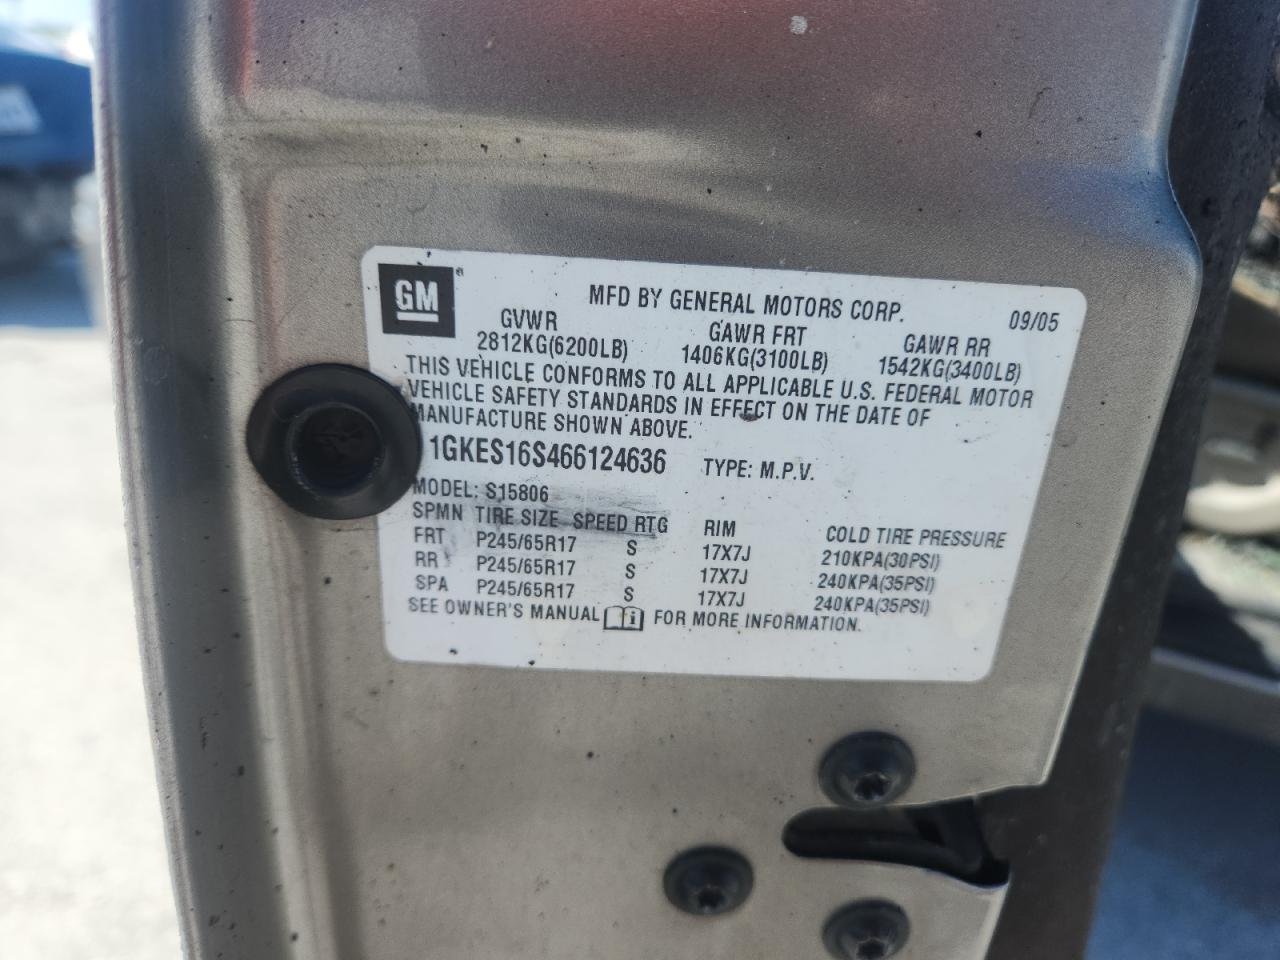 GM
MFD BY GENERAL MOTORS CORP. 09/05
GVWR GAWR FRT GAWR RR
2812KG(6200LB) 1406KG(3100LB) 1542KG(3400LB)
THIS VEHICLE CONFORMS TO ALL APPLICABLE U.S. FEDERAL MOTOR
VEHICLE SAFETY STANDARDS IN EFFECT ON THE DATE OF
MANUFACTURE SHOWN ABOVE.
1GKES16S466124636 TYPE: M.P.V.
MODEL: S15806
SPMN TIRE SIZE SPEED RTG RIM COLD TIRE PRESSURE
FRT P245/65R17 S 17X7J 210KPA(30PSI)
RR P245/65R17 S 17X7J 240KPA(35PSI)
SPA P245/65R17 S 17X7J 240KPA(35PSI)
SEE OWNER'S MANUAL FOR MORE INFORMATION.